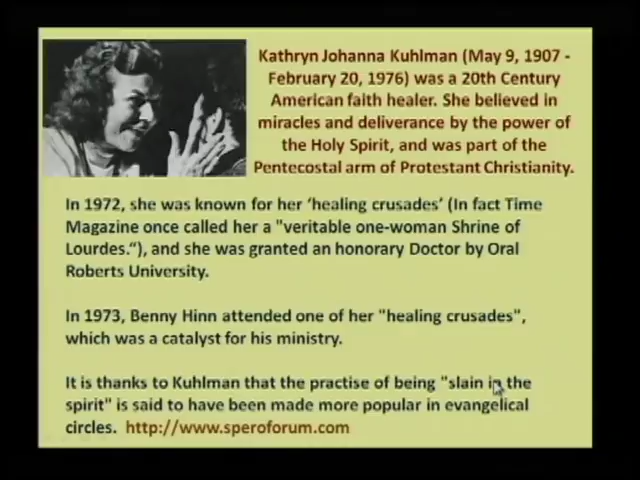 Kathryn Johanna Kuhlman (May 9, 1907 -
February 20, 1976) was a 20th Century
American faith healer. She believed in
miracles and deliverance by the power of
the Holy Spirit, and was part of the
Pentecostal arm of Protestant Christianity.
In 1972, she was known for her ‘healing crusades’ (In fact Time
Magazine once called her a "veritable one-woman Shrine of
Lourdes.“), and she was granted an honorary Doctor by Oral
Roberts University.
In 1973, Benny Hinn attended one of her "healing crusades",
which was a catalyst for his ministry.
It is thanks to Kuhlman that the practise of being "slain in the
spirit" is said to have been made more popular in evangelical
circles. http://www.speroforum.com